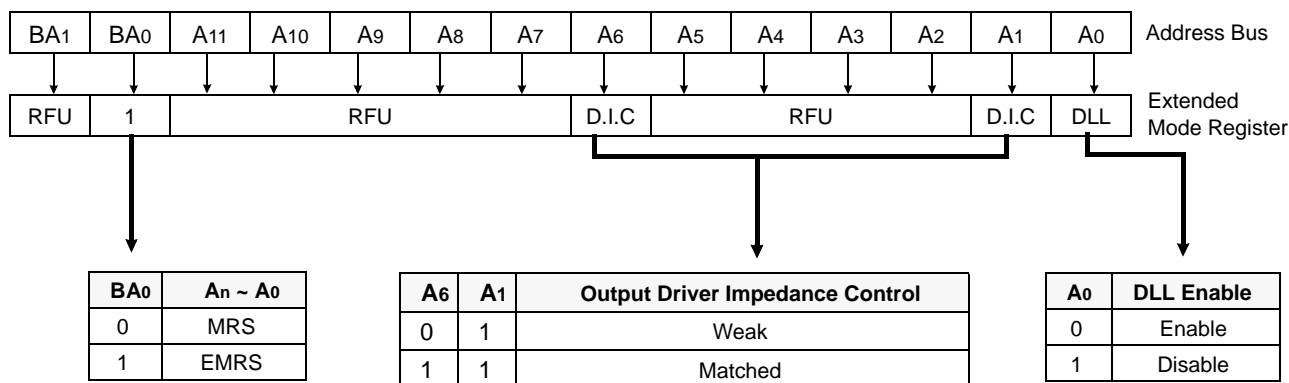 BA1 BA0 A11 A10 A9 A8 A7 A6 A5 A4 A3 A2 A1 A0 Address Bus
RFU 1 RFU D.I.C RFU D.I.C DLL Extended
Mode Register
BA0 An ~ A0
0 MRS
1 EMRS
A6 A1 Output Driver Impedance Control
0 1 Weak
1 1 Matched
A0 DLL Enable
0 Enable
1 Disable